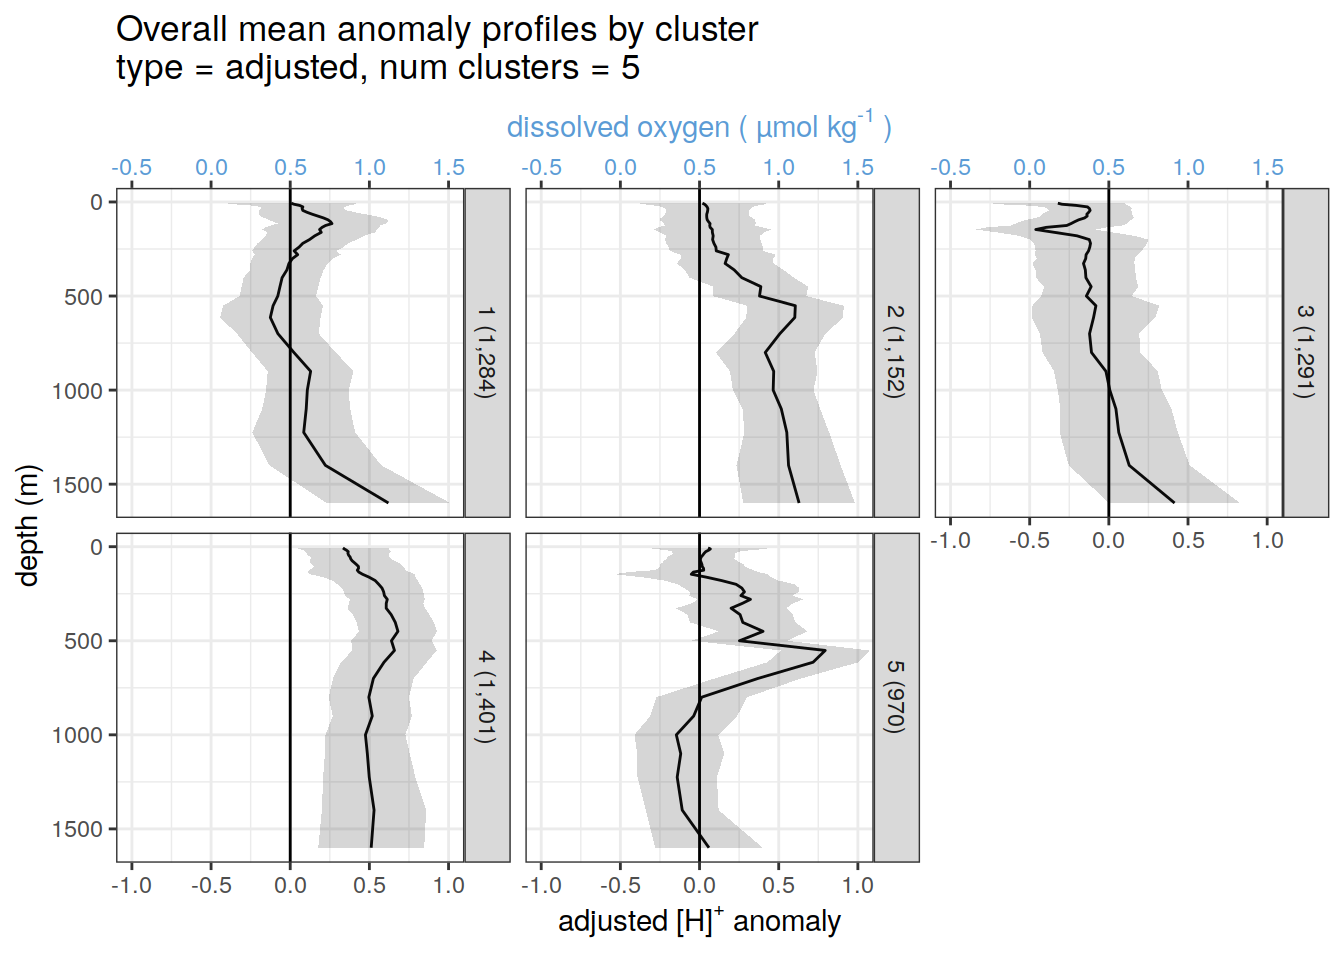 Overall mean anomaly profiles by cluster
type = adjusted, num clusters = 5
dissolved oxygen ( µmol kg-1 )
-0.5 0.0 0.5 1.0 1.5 -0.5 0.0 0.5 1.0 1.5 -0.5 0.0 0.5 1.0 1.5
0
500
1000
1500
1 (1,284)
2 (1,152)
3 (1,291)
-1.0 -0.5 0.0 0.5 1.0
depth (m)
0
500
1000
1500
4 (1,401)
5 (970)
-1.0 -0.5 0.0 0.5 1.0 -1.0 -0.5 0.0 0.5 1.0
adjusted [H]+ anomaly